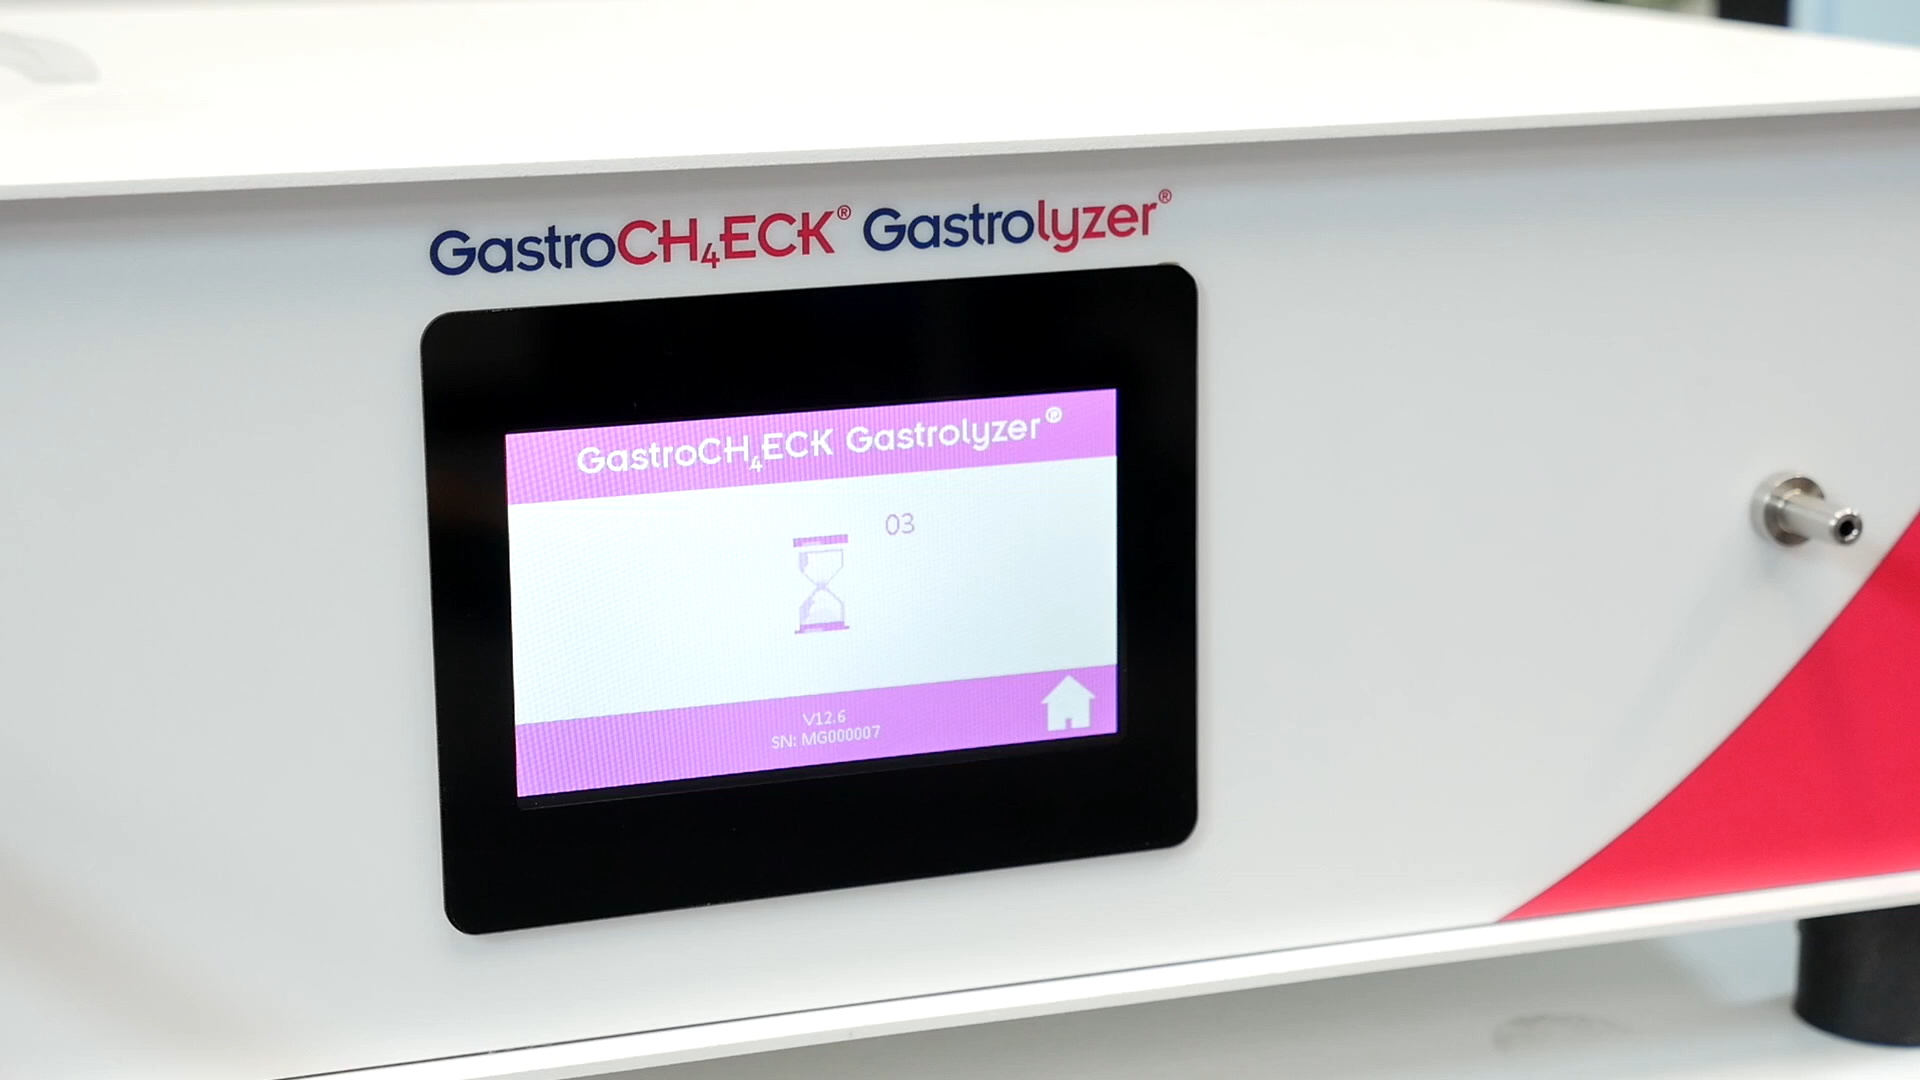 GastroCH₄ECK® Gastrolyzer®
GastroCH₄ECK Gastrolyzer®
03
V12.6
SN: MG000007